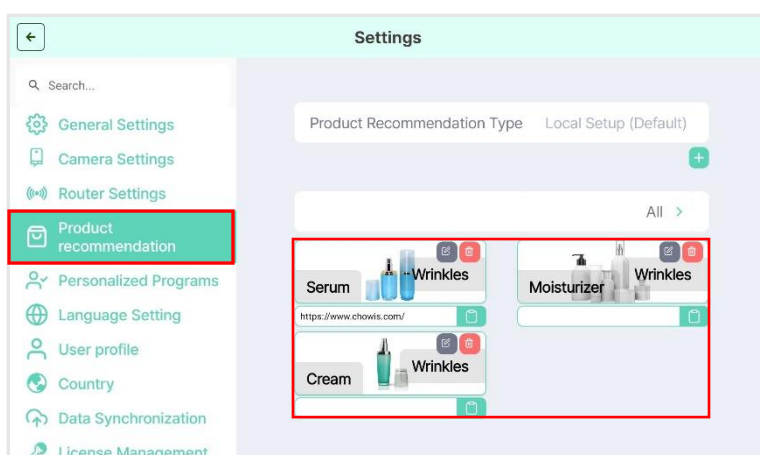 Settings
Search...
General Settings
Camera Settings
Router Settings
Product
recommendation
Personalized Programs
Language Setting
User profile
Country
Data Synchronization
License Management
Product Recommendation Type Local Setup (Default)
All >
Serum Wrinkles
https://www.chowis.com/
Moisturizer Wrinkles
Cream Wrinkles